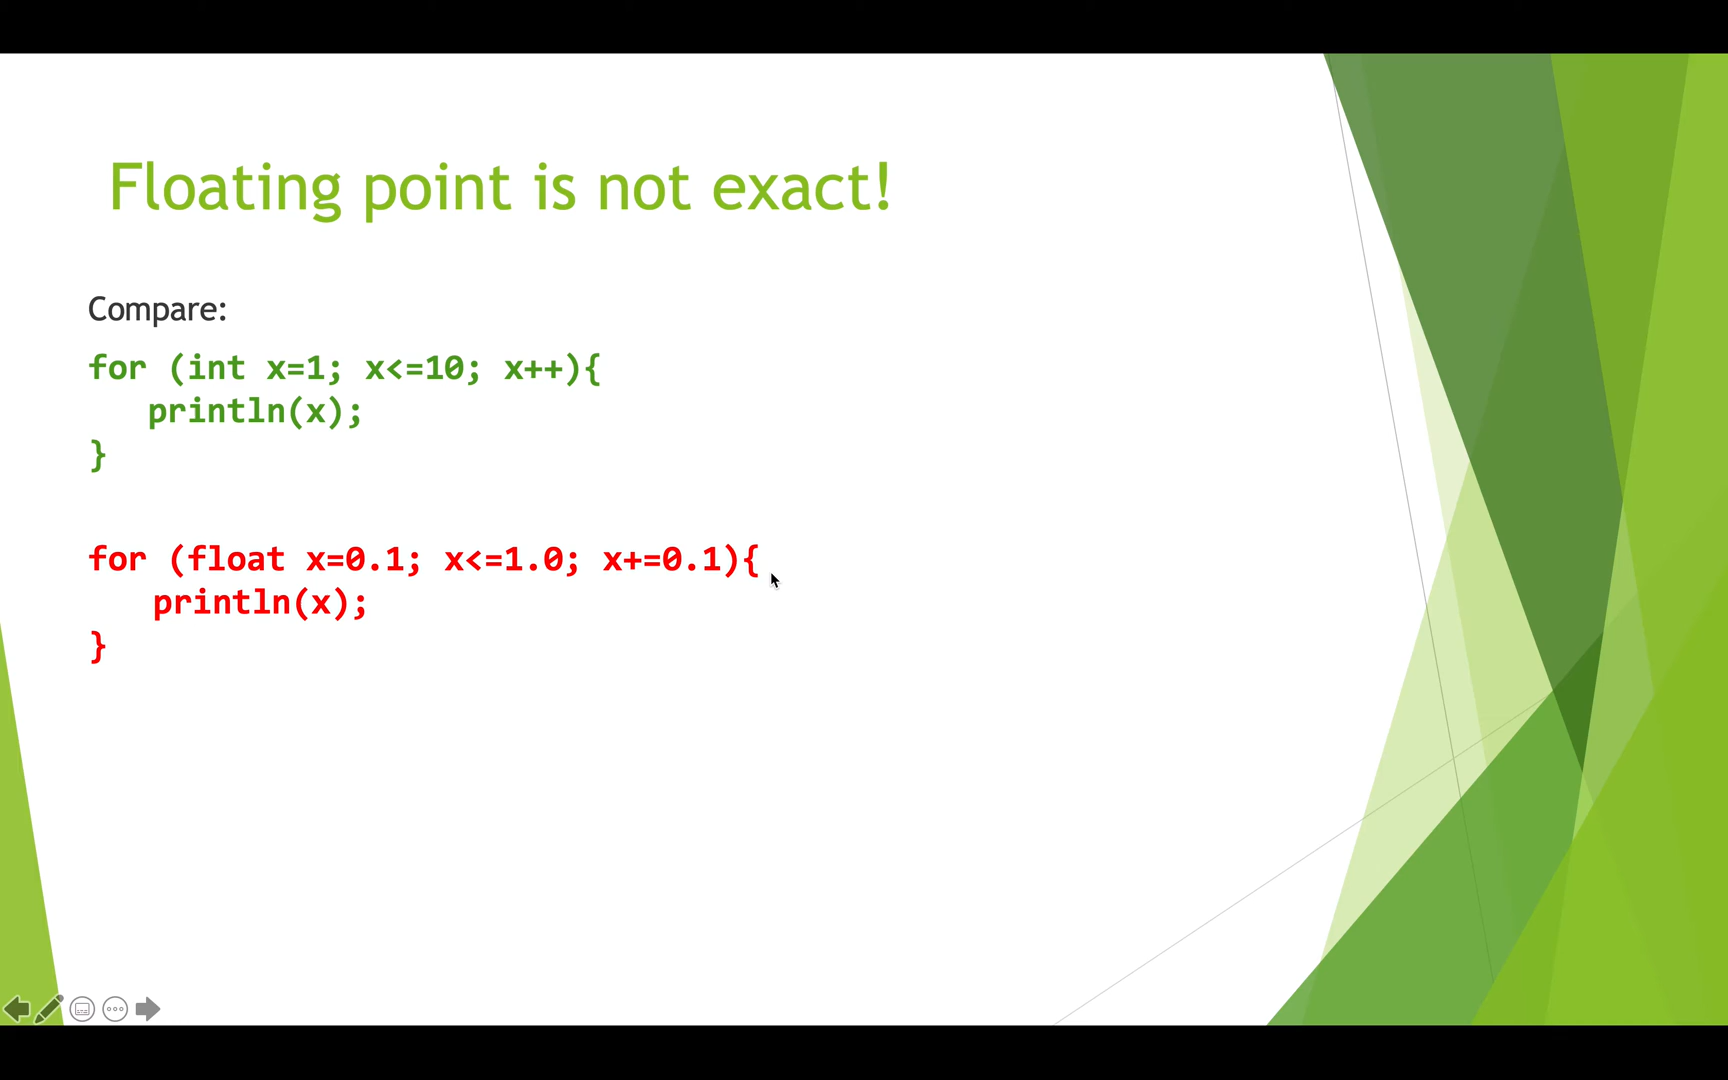 Floating point is not exact!
Compare:
for (int x=1; x<=10; x++){
println(x);
}
for (float x=0.1; x<=1.0; x+=0.1){
println(x);
}